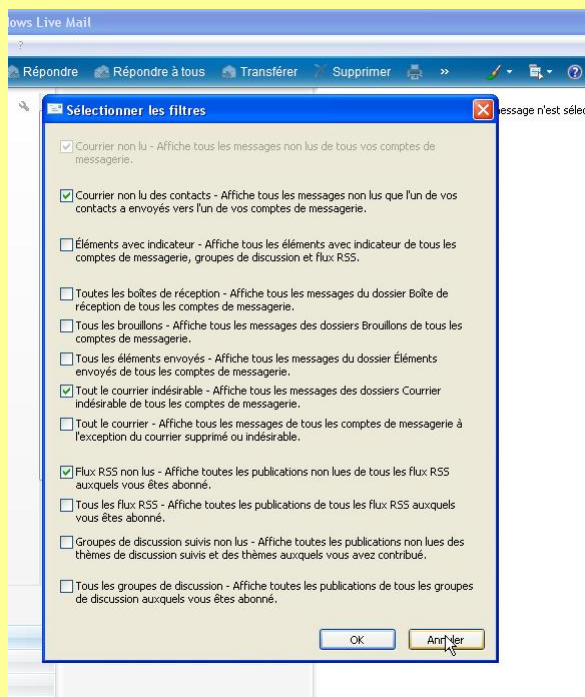 ows Live Mail
?
Répondre Répondre à tous Transférer Supprimer »
Sélectionner les filtres
essage n'est sélec
Courrier non lu - Affiche tous les messages non lus de tous vos comptes de
messagerie.
Courrier non lu des contacts - Affiche tous les messages non lus que l'un de vos
contacts a envoyés vers l'un de vos comptes de messagerie.
Éléments avec indicateur - Affiche tous les éléments avec indicateur de tous les
comptes de messagerie, groupes de discussion et flux RSS.
Toutes les boîtes de réception - Affiche tous les messages du dossier Boîte de
réception de tous les comptes de messagerie.
Tous les brouillons - Affiche tous les messages des dossiers Brouillons de tous les
comptes de messagerie.
Tous les éléments envoyés - Affiche tous les messages du dossier Éléments
envoyés de tous les comptes de messagerie.
Tout le courrier indésirable - Affiche tous les messages des dossiers Courrier
indésirable de tous les comptes de messagerie.
Tout le courrier - Affiche tous les messages de tous les comptes de messagerie à
l'exception du courrier supprimé ou indésirable.
Flux RSS non lus - Affiche toutes les publications non lues de tous les flux RSS
auxquels vous êtes abonné.
Tous les flux RSS - Affiche toutes les publications de tous les flux RSS auxquels
vous êtes abonné.
Groupes de discussion suivis non lus - Affiche toutes les publications non lues des
thèmes de discussion suivis et des thèmes auxquels vous avez contribué.
Tous les groupes de discussion - Affiche toutes les publications de tous les groupes
de discussion auxquels vous êtes abonné.
OK Annuler